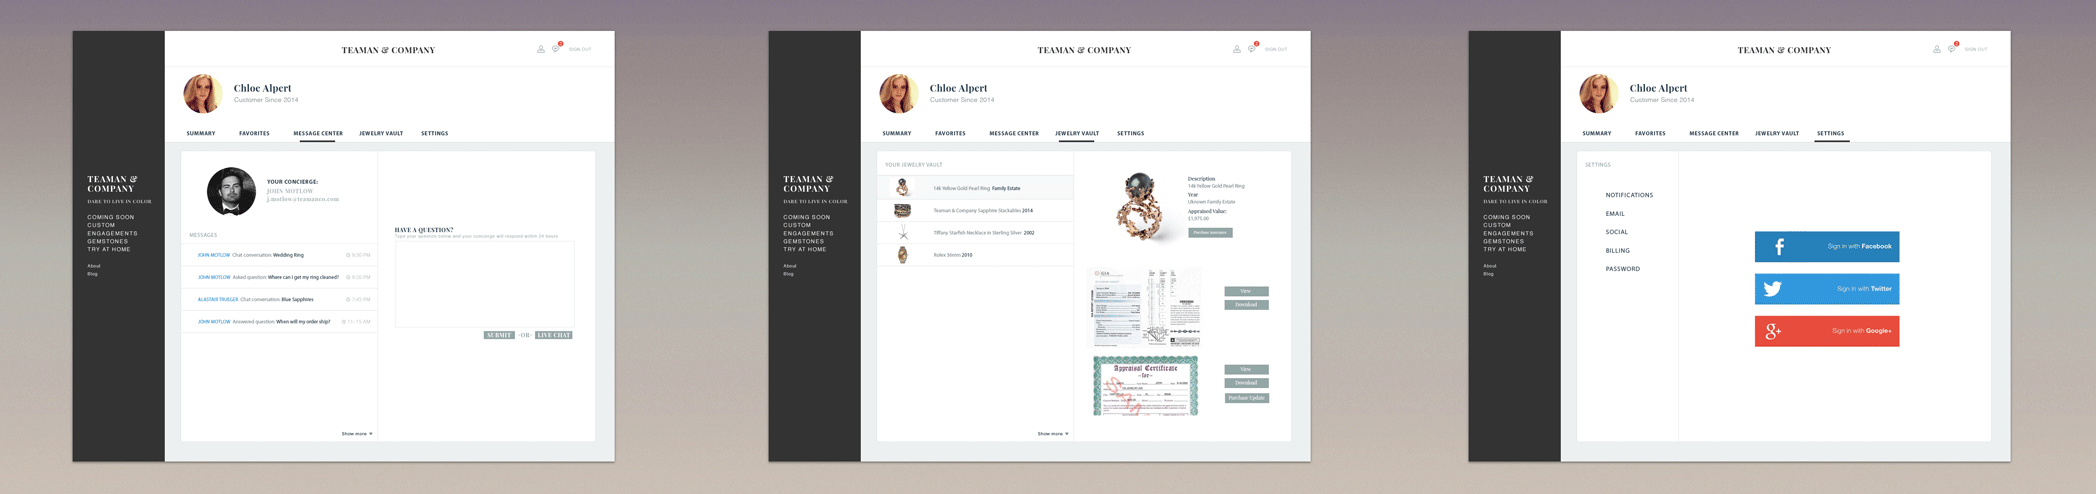 TEAMAN & COMPANY
SIGN OUT
Chloe Alpert
Customer Since 2014
SUMMARY FAVORITES MESSAGE CENTER JEWELRY VAULT SETTINGS
TEAMAN &
COMPANY
DARE TO LIVE IN COLOR
COMING SOON
CUSTOM
ENGAGEMENTS
GEMSTONES
TRY AT HOME
About
Blog
YOUR CONCIERGE:
JOHN MOTLOW
j.motlow@teamanco.com
MESSAGES
JOHN MOTLOW Chat conversation: Wedding Ring 9:30 PM
JOHN MOTLOW Asked question: Where can I get my ring cleaned? 9:00 PM
ALASTAIR TRUEGER Chat conversation: Blue Sapphires 7:45 PM
JOHN MOTLOW Answered question: When will my order ship? 11:15 AM
Show more
HAVE A QUESTION?
Type your question below and your concierge will respond within 24 hours
SUBMIT -OR- LIVE CHAT
TEAMAN & COMPANY
2
SIGN OUT
Chloe Alpert
Customer Since 2014
SUMMARY FAVORITES MESSAGE CENTER JEWELRY VAULT SETTINGS
TEAMAN &
COMPANY
DARE TO LIVE IN COLOR
COMING SOON
CUSTOM
ENGAGEMENTS
GEMSTONES
TRY AT HOME
About
Blog
YOUR JEWELRY VAULT
14k Yellow Gold Pearl Ring Family Estate
Teaman & Company Sapphire Stackables 2014
Tiffany Starfish Necklace in Sterling Silver 2002
Rolex 36mm 2010
Show more
Description
14k Yellow Gold Pearl Ring
Year
Uknown Family Estate
Appraised Value:
$1,975.00
Purchase insurance
GIA
View
Download
Appraisal Certificate
-for-
View
Download
Purchase Update
TEAMAN & COMPANY
2
SIGN OUT
Chloe Alpert
Customer Since 2014
SUMMARY FAVORITES MESSAGE CENTER JEWELRY VAULT SETTINGS
TEAMAN &
COMPANY
DARE TO LIVE IN COLOR
COMING SOON
CUSTOM
ENGAGEMENTS
GEMSTONES
TRY AT HOME
About
Blog
SETTINGS
NOTIFICATIONS
EMAIL
SOCIAL
BILLING
PASSWORD
Sign in with Facebook
Sign in with Twitter
Sign in with Google+